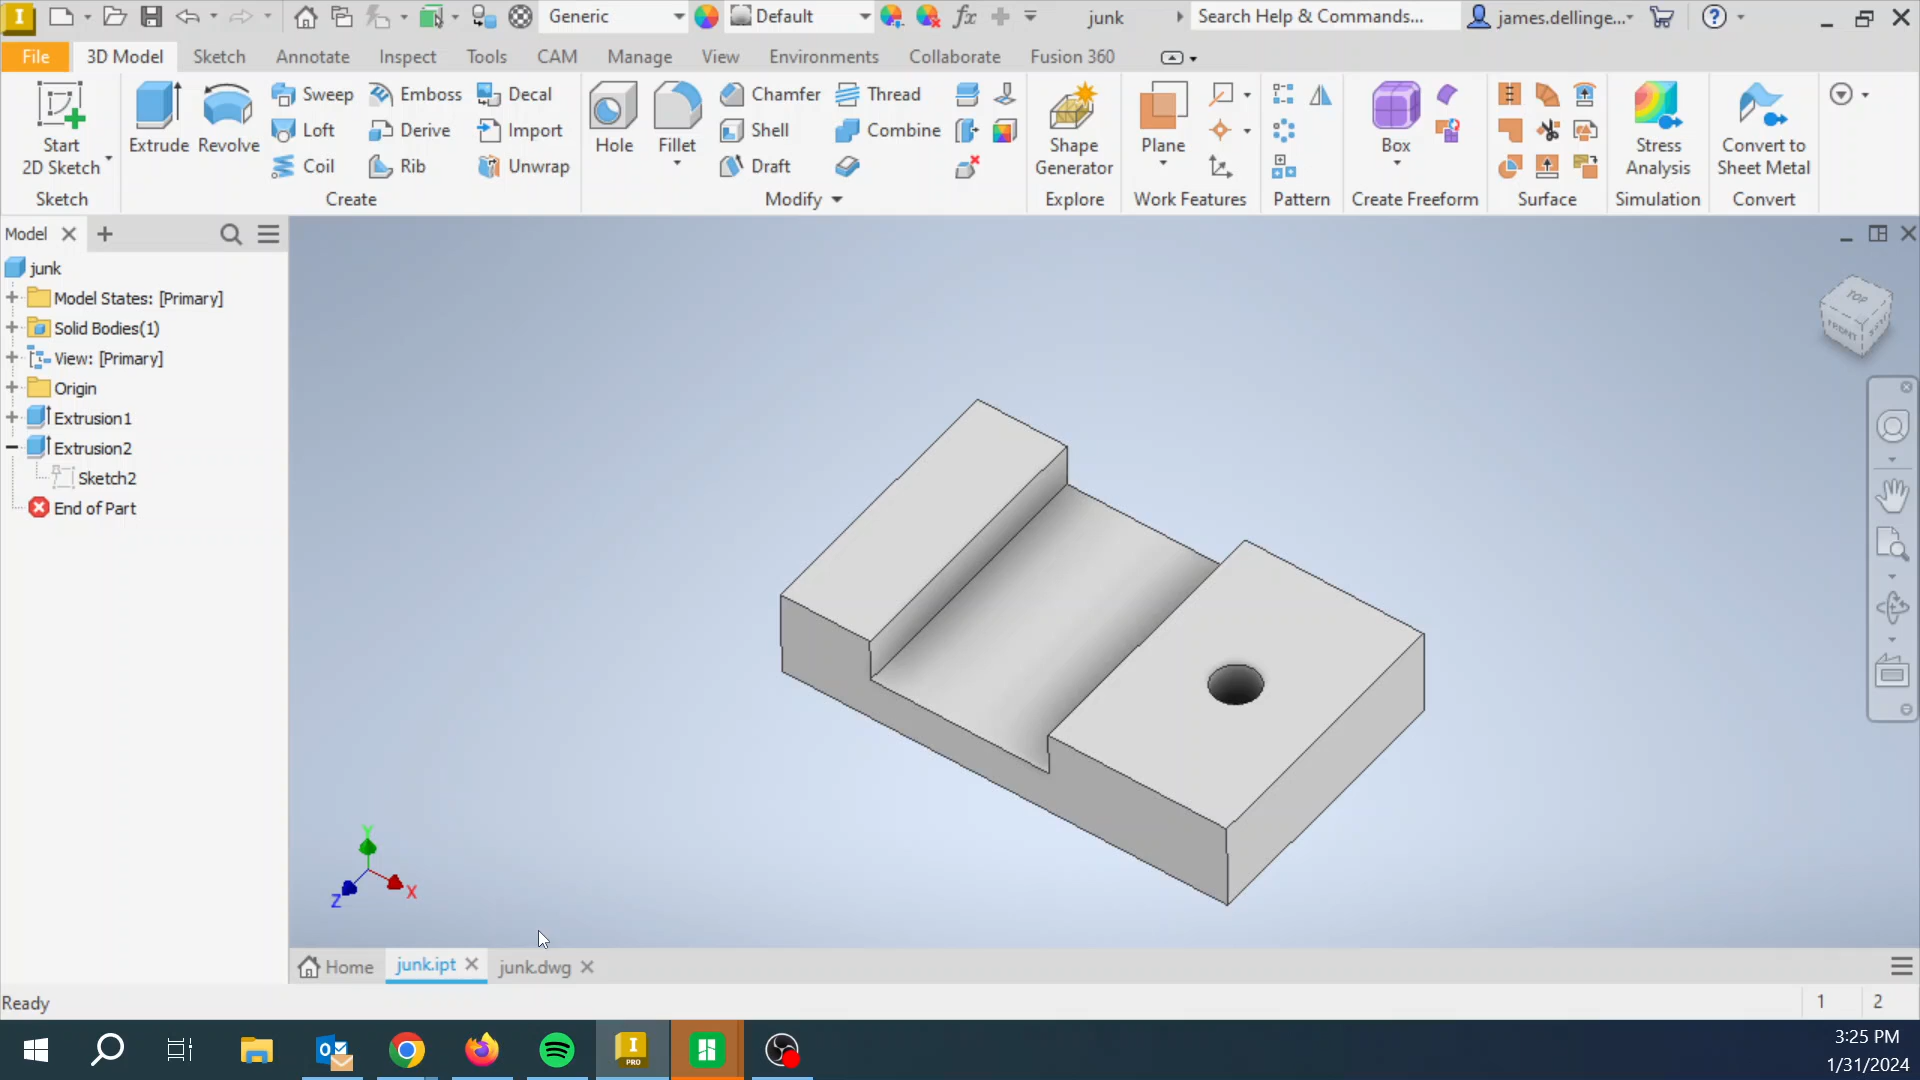 I Generic Default fx junk Search Help & Commands... james.dellinge... ?
File 3D Model Sketch Annotate Inspect Tools CAM Manage View Environments Collaborate Fusion 360
Start
2D Sketch
Sketch
Extrude
Revolve
Sweep
Loft
Coil
Emboss
Derive
Rib
Decal
Import
Unwrap
Create
Hole
Fillet
Chamfer
Shell
Draft
Thread
Combine
Modify
Shape
Generator
Explore
Plane
Work Features
Pattern
Box
Create Freeform
Surface
Stress
Analysis
Simulation
Convert to
Sheet Metal
Convert
Model
junk
Model States: [Primary]
Solid Bodies(1)
View: [Primary]
Origin
Extrusion1
Extrusion2
Sketch2
End of Part
TOP
FRONT
Y
X
Z
Home junk.ipt junk.dwg
Ready
1 2
I
PRO
3:25 PM
1/31/2024